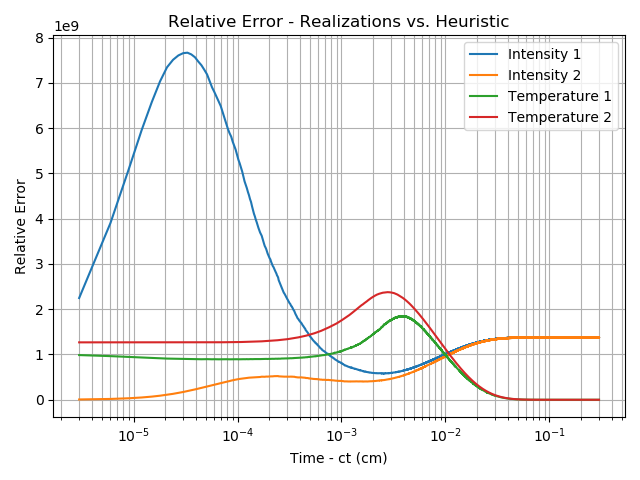 Relative Error - Realizations vs. Heuristic
1e9
8
7
6
5
4
3
2
1
0
Relative Error
Intensity 1
Intensity 2
Temperature 1
Temperature 2
10⁻⁵ 10⁻⁴ 10⁻³ 10⁻² 10⁻¹
Time - ct (cm)